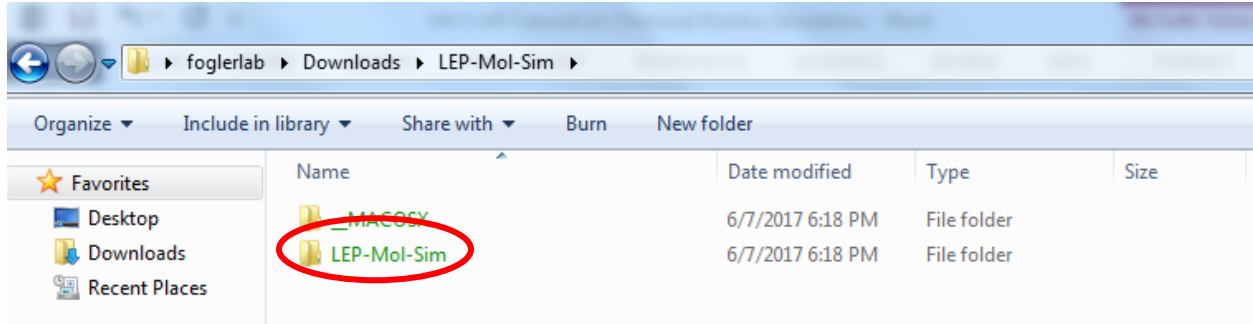 foglerlab ▸ Downloads ▸ LEP-Mol-Sim ▸
Organize ▾ Include in library ▾ Share with ▾ Burn New folder
Favorites
Desktop
Downloads
Recent Places
Name Date modified Type Size
__MACOSX 6/7/2017 6:18 PM File folder
LEP-Mol-Sim 6/7/2017 6:18 PM File folder